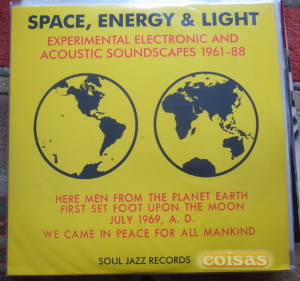 SPACE, ENERGY & LIGHT
EXPERIMENTAL ELECTRONIC AND
ACOUSTIC SOUNDSCAPES 1961-88
HERE MEN FROM THE PLANET EARTH
FIRST SET FOOT UPON THE MOON
JULY 1969, A. D.
WE CAME IN PEACE FOR ALL MANKIND
SOUL JAZZ RECORDS
coisas